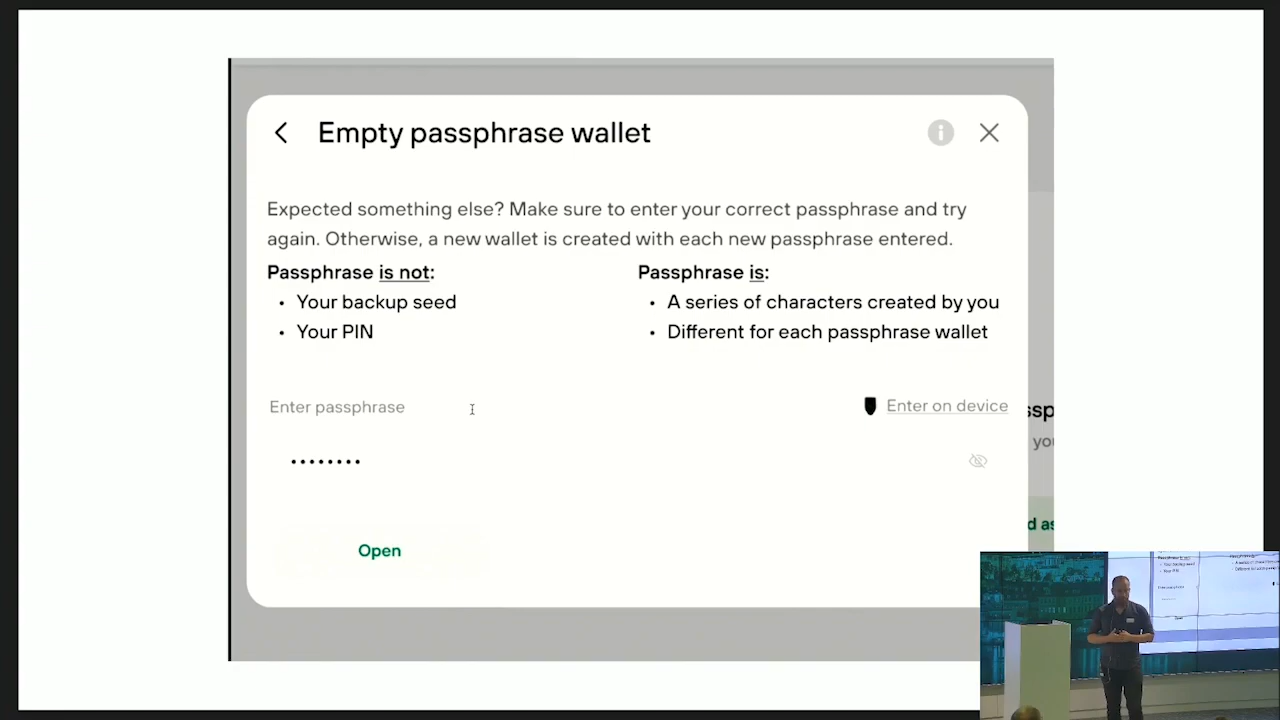 Empty passphrase wallet
Expected something else? Make sure to enter your correct passphrase and try
again. Otherwise, a new wallet is created with each new passphrase entered.
Passphrase is not:
• Your backup seed
• Your PIN
Passphrase is:
• A series of characters created by you
• Different for each passphrase wallet
Enter passphrase
Enter on device
••••••••
Open